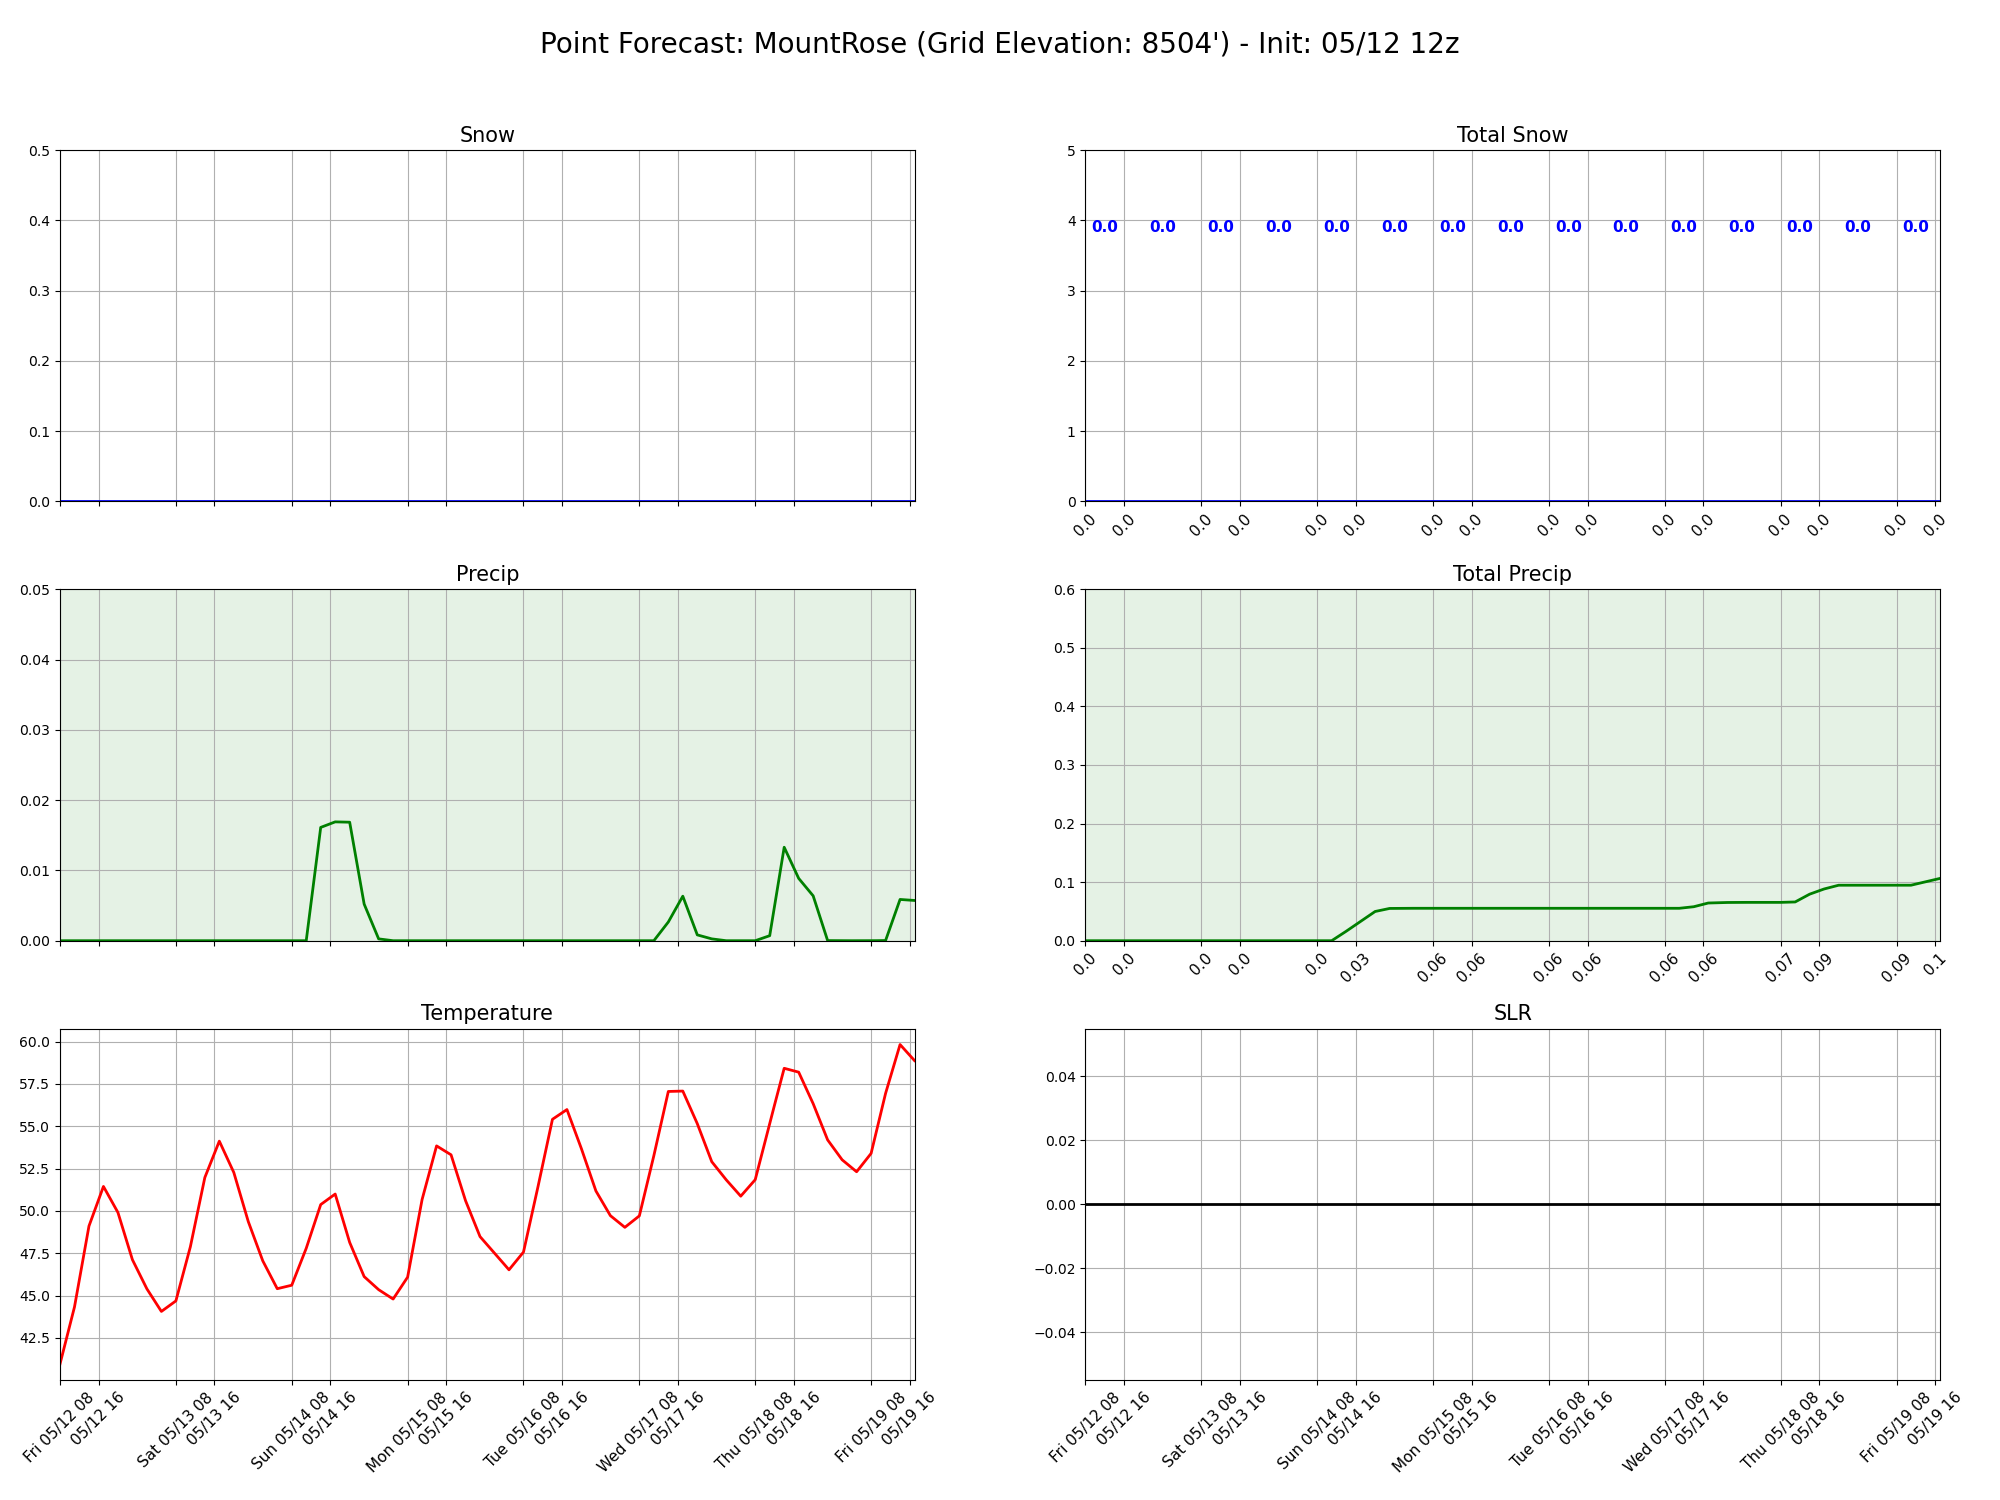 Point Forecast: MountRose (Grid Elevation: 8504') - Init: 05/12 12z
Snow
0.5
0.4
0.3
0.2
0.1
0.0
Total Snow
5
4
3
2
1
0
0.0 0.0 0.0 0.0 0.0 0.0 0.0 0.0 0.0 0.0 0.0 0.0 0.0 0.0 0.0
0.0 0.0 0.0 0.0 0.0 0.0 0.0 0.0 0.0 0.0 0.0 0.0 0.0 0.0 0.0 0.0
Precip
0.05
0.04
0.03
0.02
0.01
0.00
Total Precip
0.6
0.5
0.4
0.3
0.2
0.1
0.0
0.0 0.0 0.0 0.0 0.0 0.03 0.06 0.06 0.06 0.06 0.06 0.06 0.07 0.09 0.09 0.1
Temperature
60.0
57.5
55.0
52.5
50.0
47.5
45.0
42.5
Fri 05/12 08
05/12 16
Sat 05/13 08
05/13 16
Sun 05/14 08
05/14 16
Mon 05/15 08
05/15 16
Tue 05/16 08
05/16 16
Wed 05/17 08
05/17 16
Thu 05/18 08
05/18 16
Fri 05/19 08
05/19 16
SLR
0.04
0.02
0.00
−0.02
−0.04
Fri 05/12 08
05/12 16
Sat 05/13 08
05/13 16
Sun 05/14 08
05/14 16
Mon 05/15 08
05/15 16
Tue 05/16 08
05/16 16
Wed 05/17 08
05/17 16
Thu 05/18 08
05/18 16
Fri 05/19 08
05/19 16